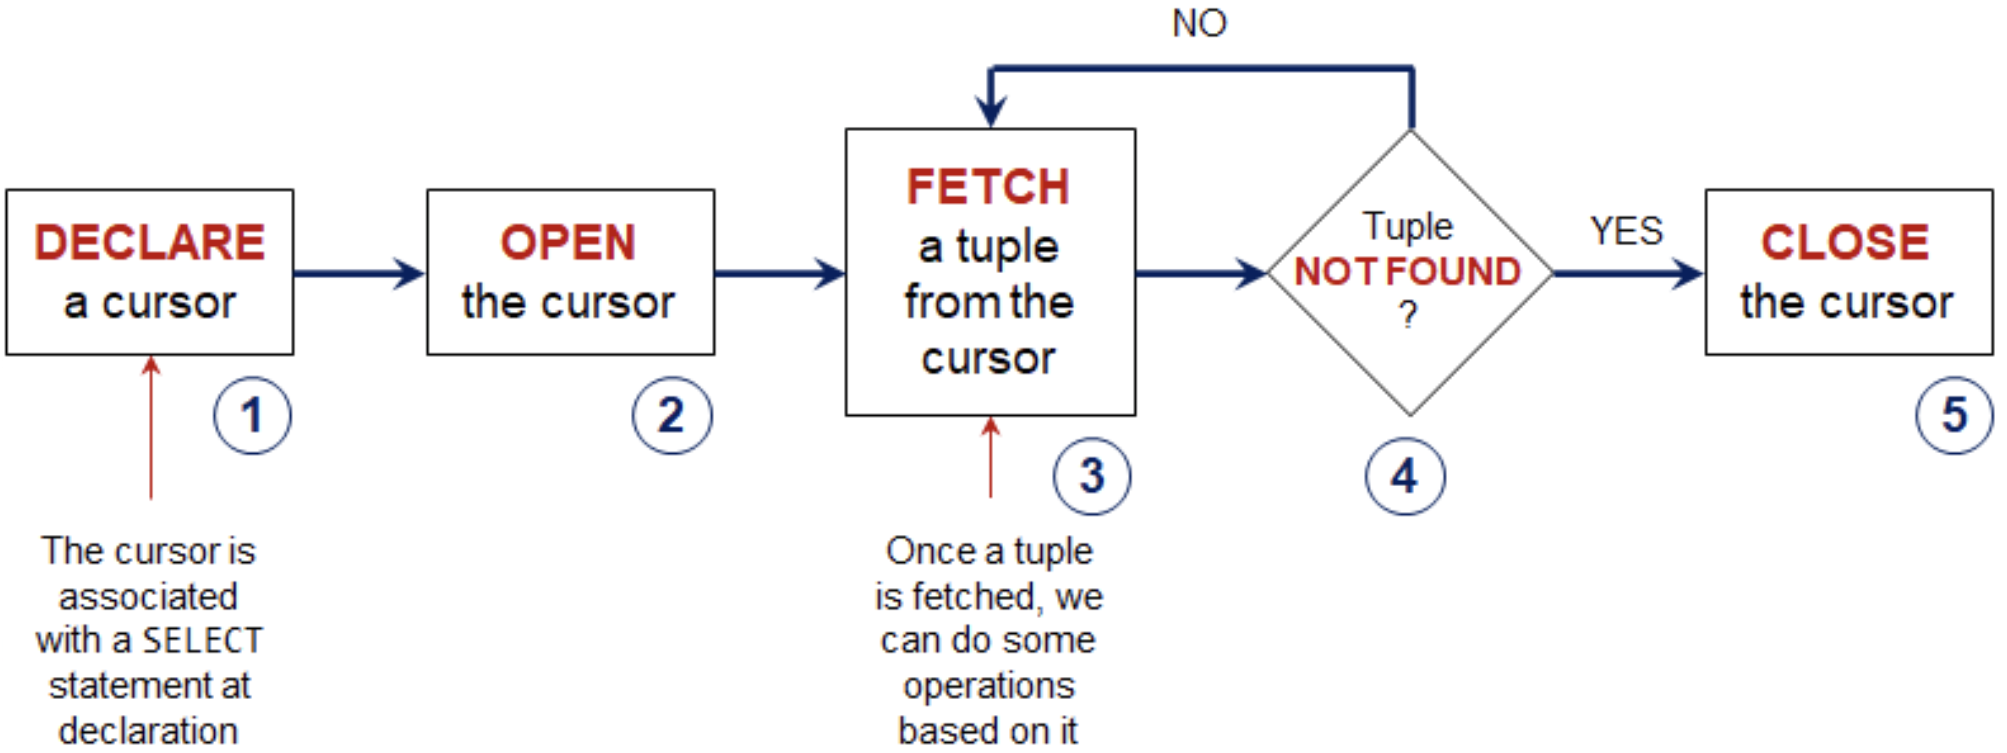 NO
DECLARE
a cursor
1
OPEN
the cursor
2
FETCH
a tuple
from the
cursor
3
Tuple
NOT FOUND
?
4
YES
CLOSE
the cursor
5
The cursor is
associated
with a SELECT
statement at
declaration
Once a tuple
is fetched, we
can do some
operations
based on it